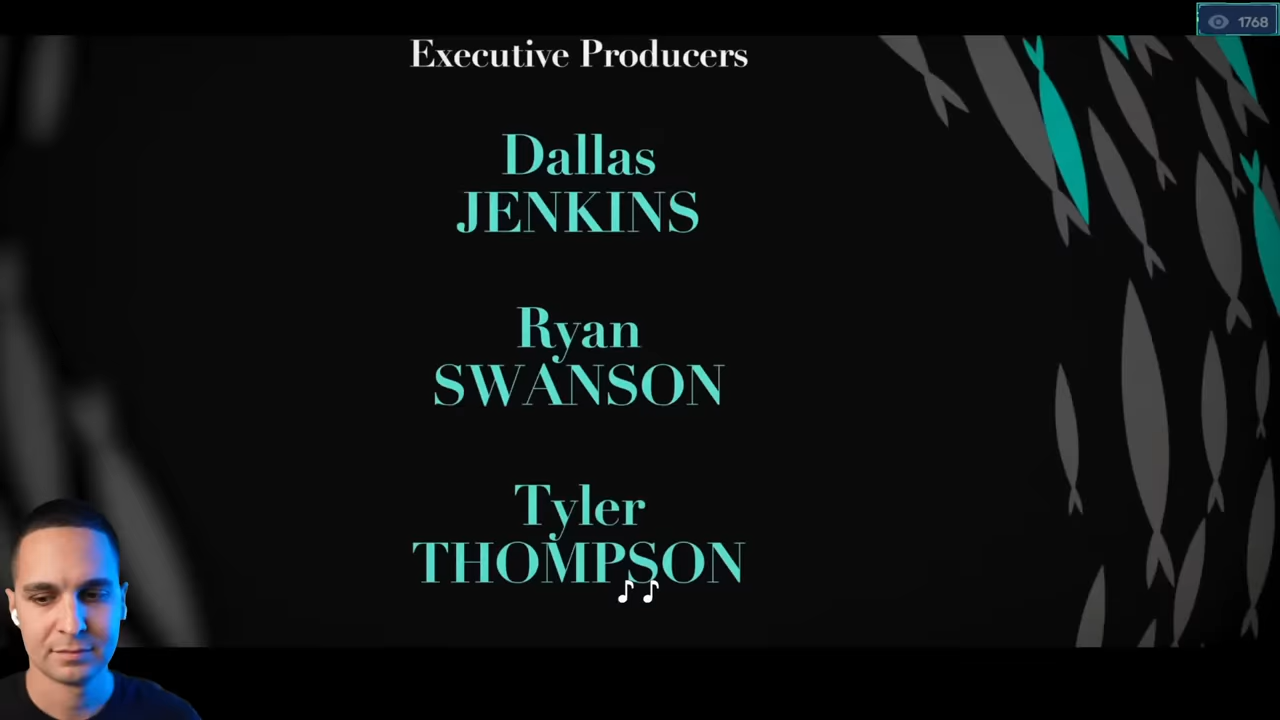 1768
Executive Producers
Dallas
JENKINS
Ryan
SWANSON
Tyler
THOMPSON
♪ ♪